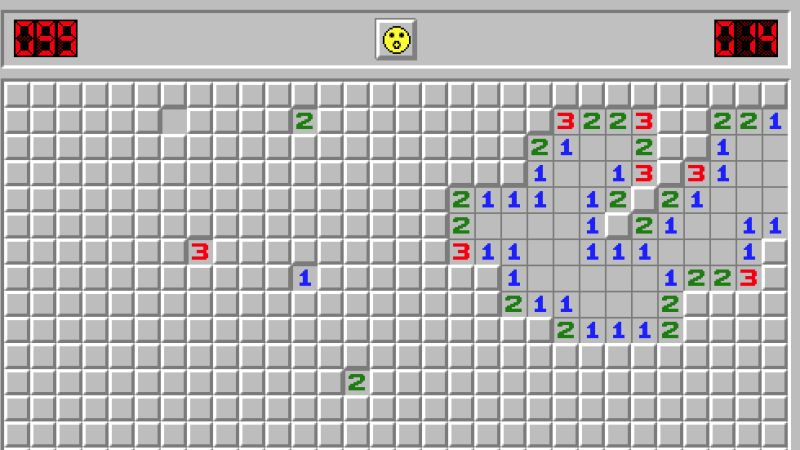 099 014
2 3 2 2 3 2 2 1
2 1 2 1
1 1 3 3 1
2 1 1 1 1 2 2 1
2 1 2 1 1 1
3 3 1 1 1 1 1 1
1 1 1 2 2 3
2 1 1 2
2 1 1 1 2
2